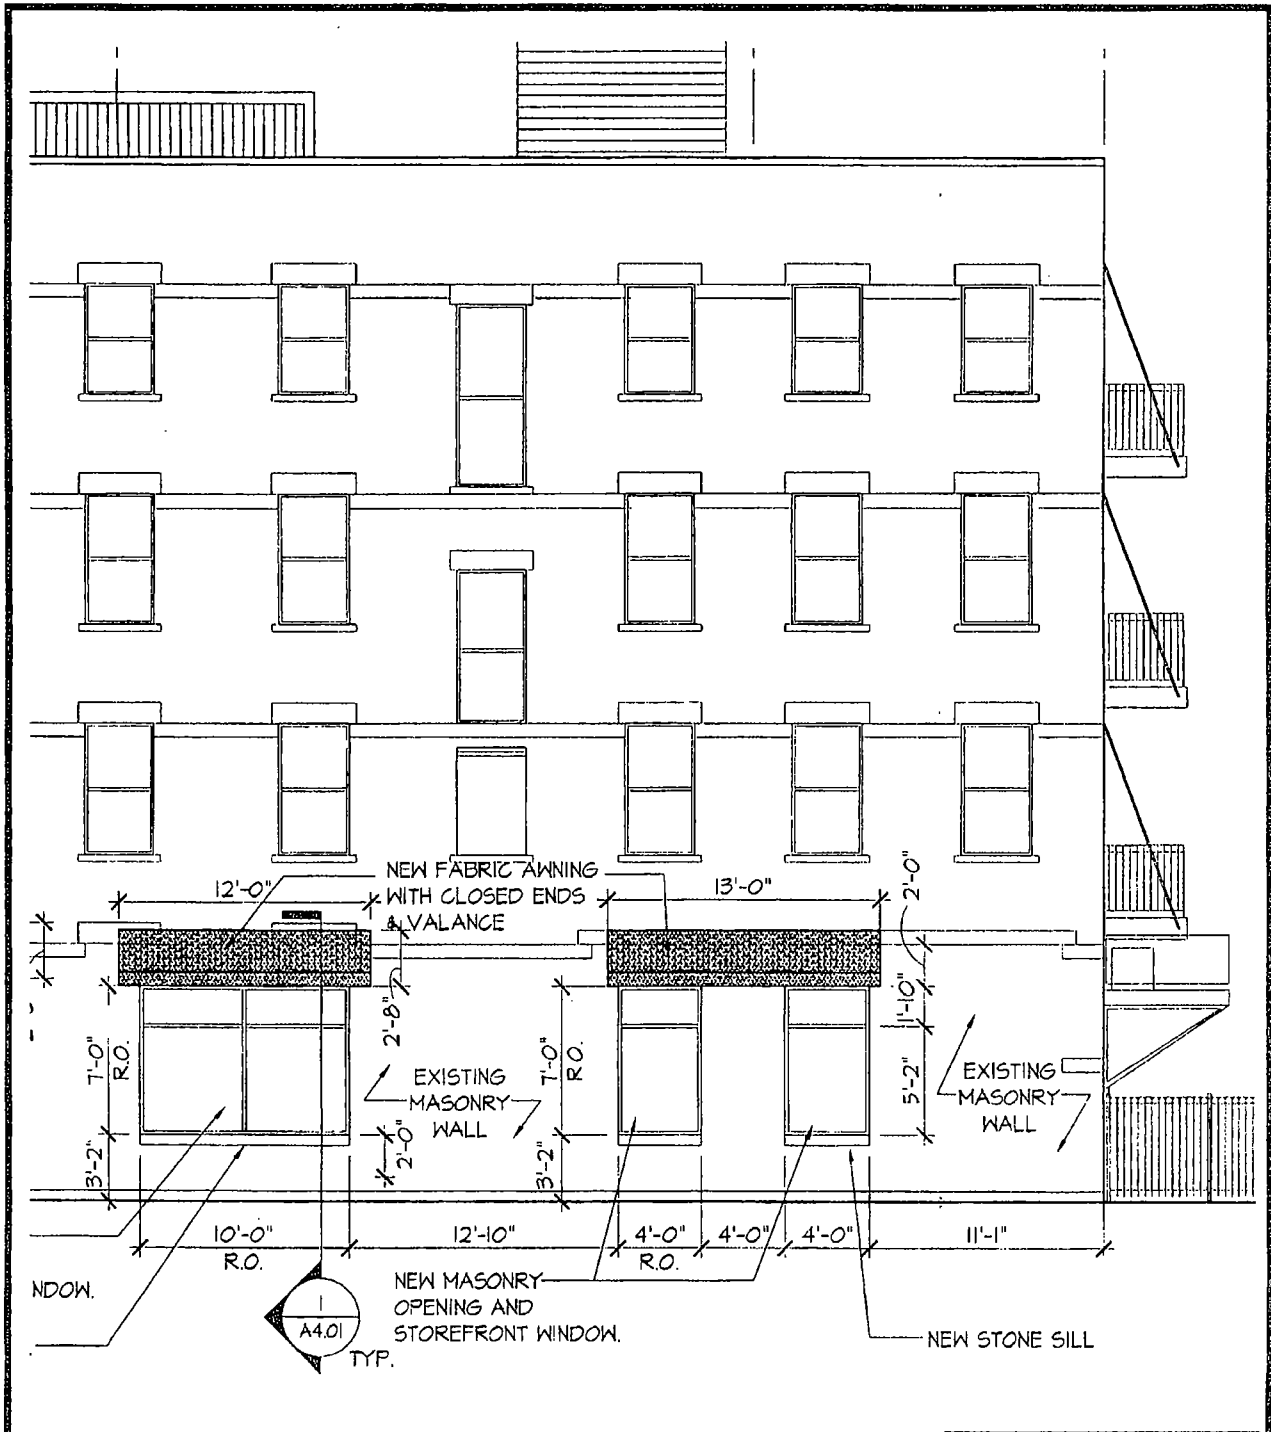 12'-0"
NEW FABRIC AWNING
WITH CLOSED ENDS
& VALANCE
13'-0"
2'-0"
2'-8"
1'-10"
7'-0"
R.O.
7'-0"
R.O.
5'-2"
EXISTING
MASONRY
WALL
EXISTING
MASONRY
WALL
3'-2"
2'-0"
3'-2"
10'-0"
R.O.
12'-10"
4'-0"
R.O.
4'-0"
4'-0"
11'-1"
NDOW.
1
A4.01
TYP.
NEW MASONRY
OPENING AND
STOREFRONT WINDOW.
NEW STONE SILL